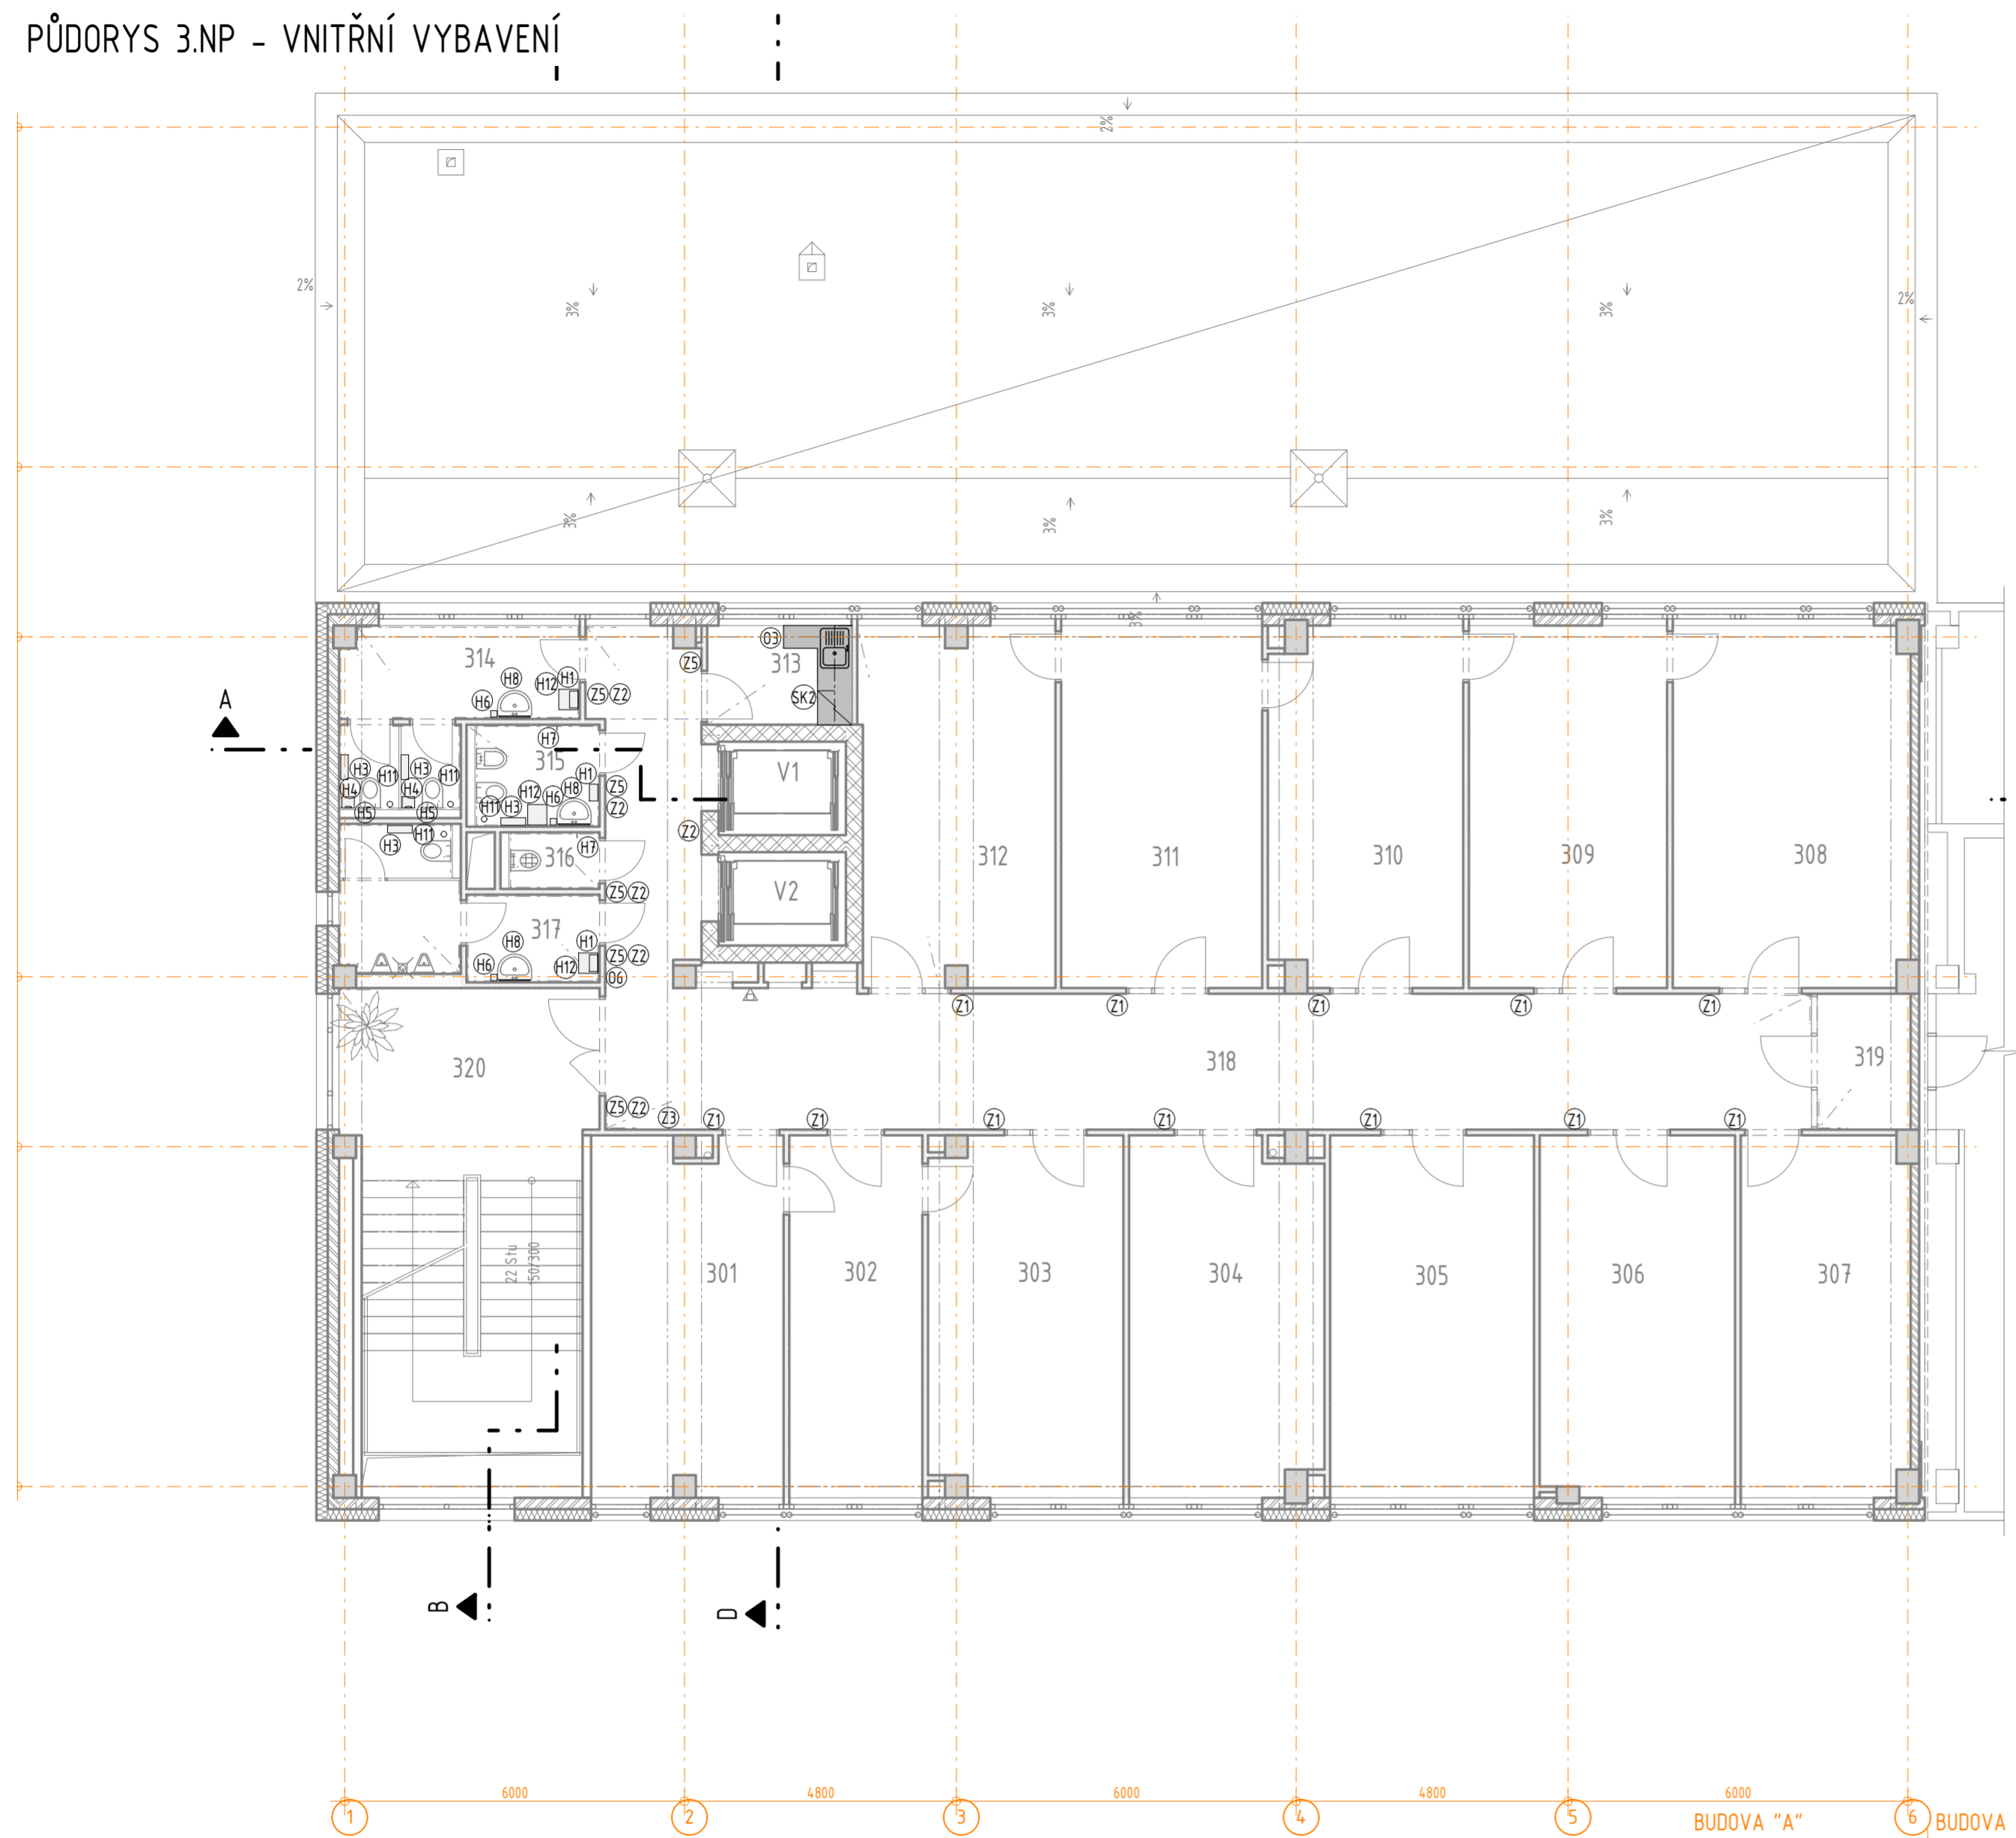 PŮDORYS 3.NP - VNITŘNÍ VYBAVENÍ
2%
2%
3%
3%
3%
2%
3%
3%
3%
3%
314
H8
H12
H1
H6
Z5
Z2
Z5
O3
313
SK2
A
H7
315
H3
H11
H3
H11
H4
H4
H5
H5
H1
H12
H8
H6
H11
H3
Z5
Z2
V1
Z2
H11
H3
H7
316
312
311
310
309
308
V2
Z5
Z2
317
H8
H1
H6
H12
Z5
Z2
O6
Z1
Z1
Z1
Z1
Z1
320
318
319
Z5
Z2
Z3
Z1
Z1
Z1
Z1
Z1
Z1
Z1
22 Stu
50/300
301
302
303
304
305
306
307
B
D
6000
4800
6000
4800
6000
1
2
3
4
5
6
BUDOVA "A"
BUDOVA